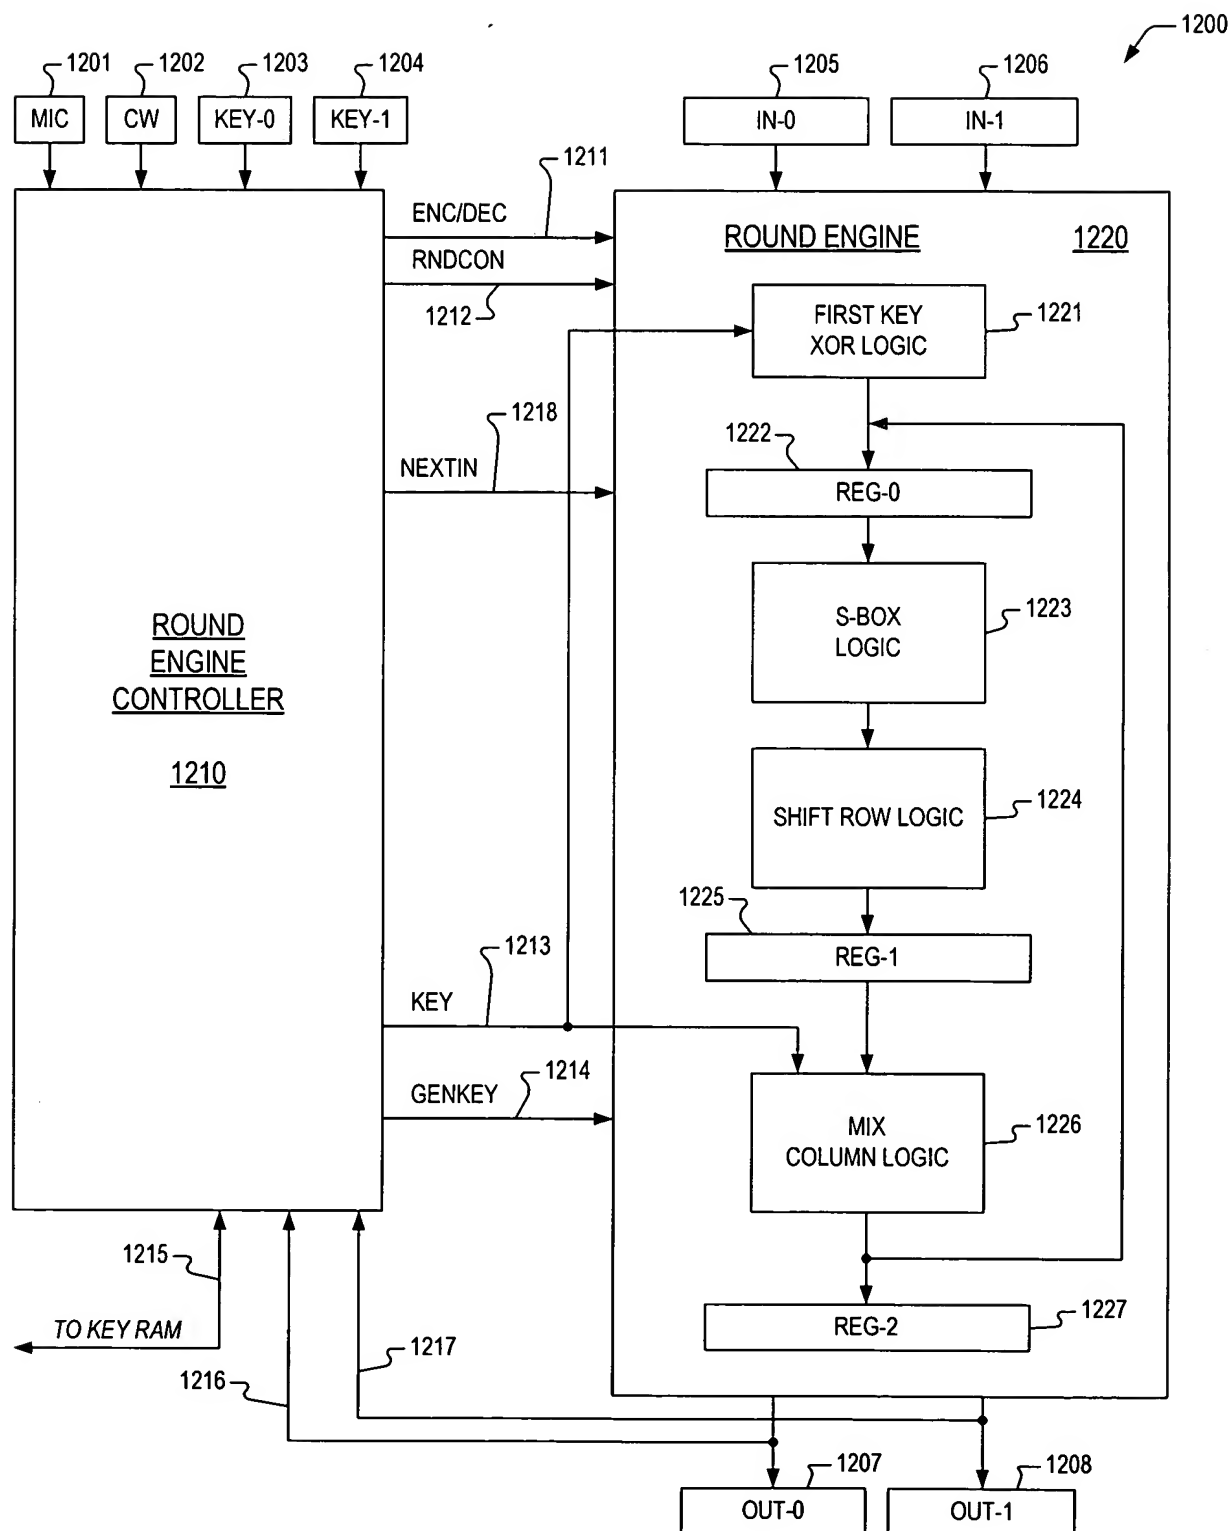 1200
1201
1202
1203
1204
1205
1206
MIC
CW
KEY-0
KEY-1
IN-0
IN-1
1211
ENC/DEC
ROUND ENGINE
1220
RNDCON
1212
FIRST KEY
XOR LOGIC
1221
1218
1222
NEXTIN
REG-0
S-BOX
LOGIC
1223
ROUND
ENGINE
CONTROLLER
1210
SHIFT ROW LOGIC
1224
1225
1213
REG-1
KEY
1214
GENKEY
MIX
COLUMN LOGIC
1226
1215
TO KEY RAM
1217
REG-2
1227
1216
1207
1208
OUT-0
OUT-1